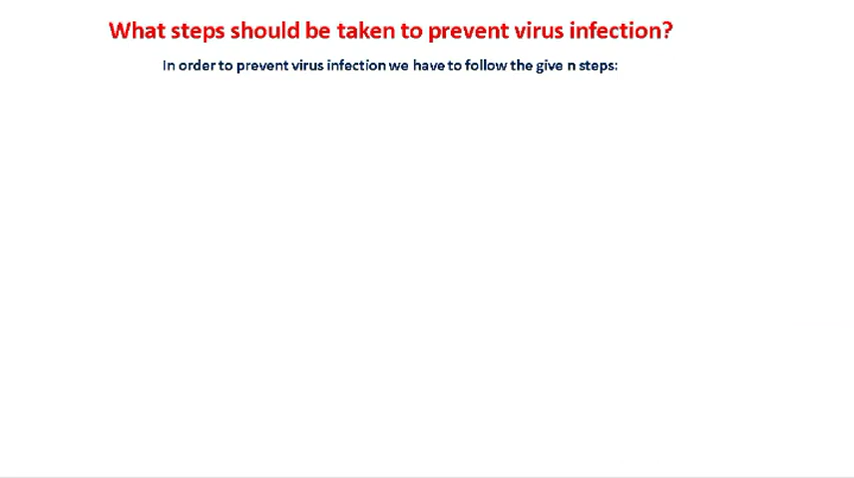 What steps should be taken to prevent virus infection?
In order to prevent virus infection we have to follow the give n steps: